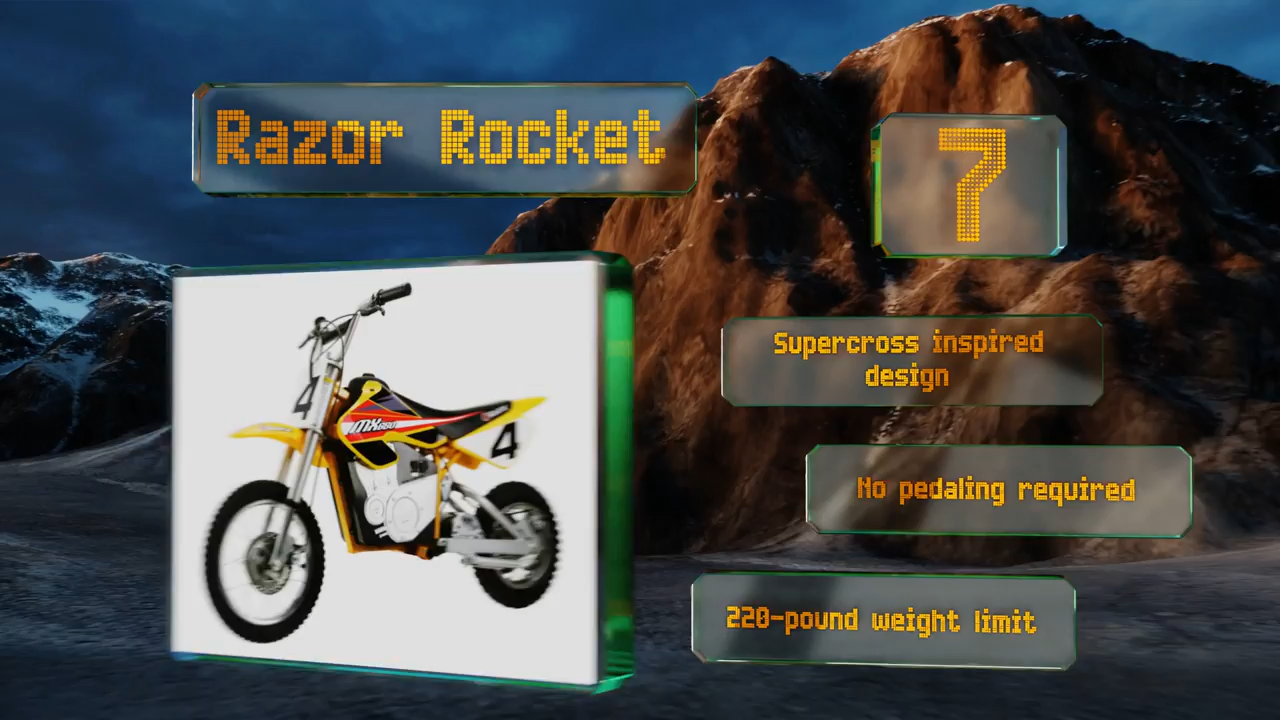 Razor Rocket
7
Supercross inspired
design
No pedaling required
220-pound weight limit
4
MX650
4